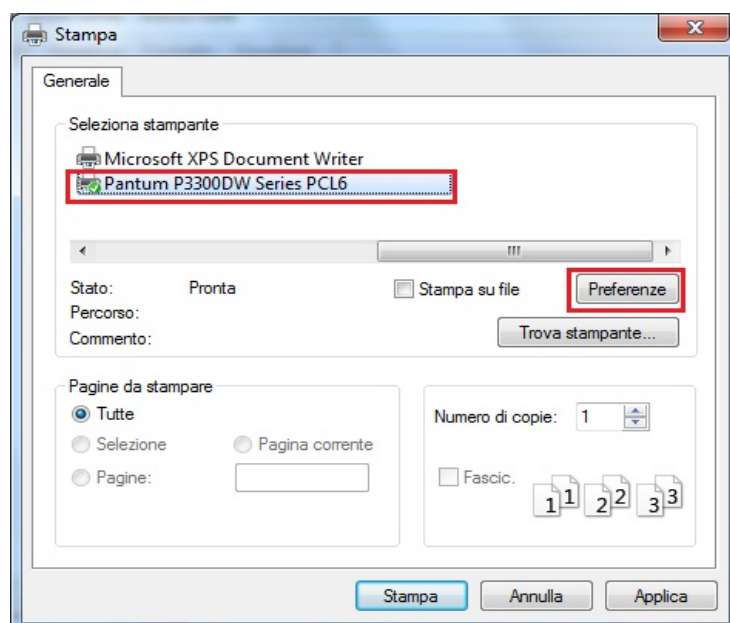 Stampa
Generale
Seleziona stampante
Microsoft XPS Document Writer
Pantum P3300DW Series PCL6
Stato: Pronta
Stampa su file
Preferenze
Percorso:
Commento:
Trova stampante...
Pagine da stampare
Tutte
Selezione
Pagina corrente
Pagine:
Numero di copie: 1
Fascic.
1 1 2 2 3 3
Stampa
Annulla
Applica